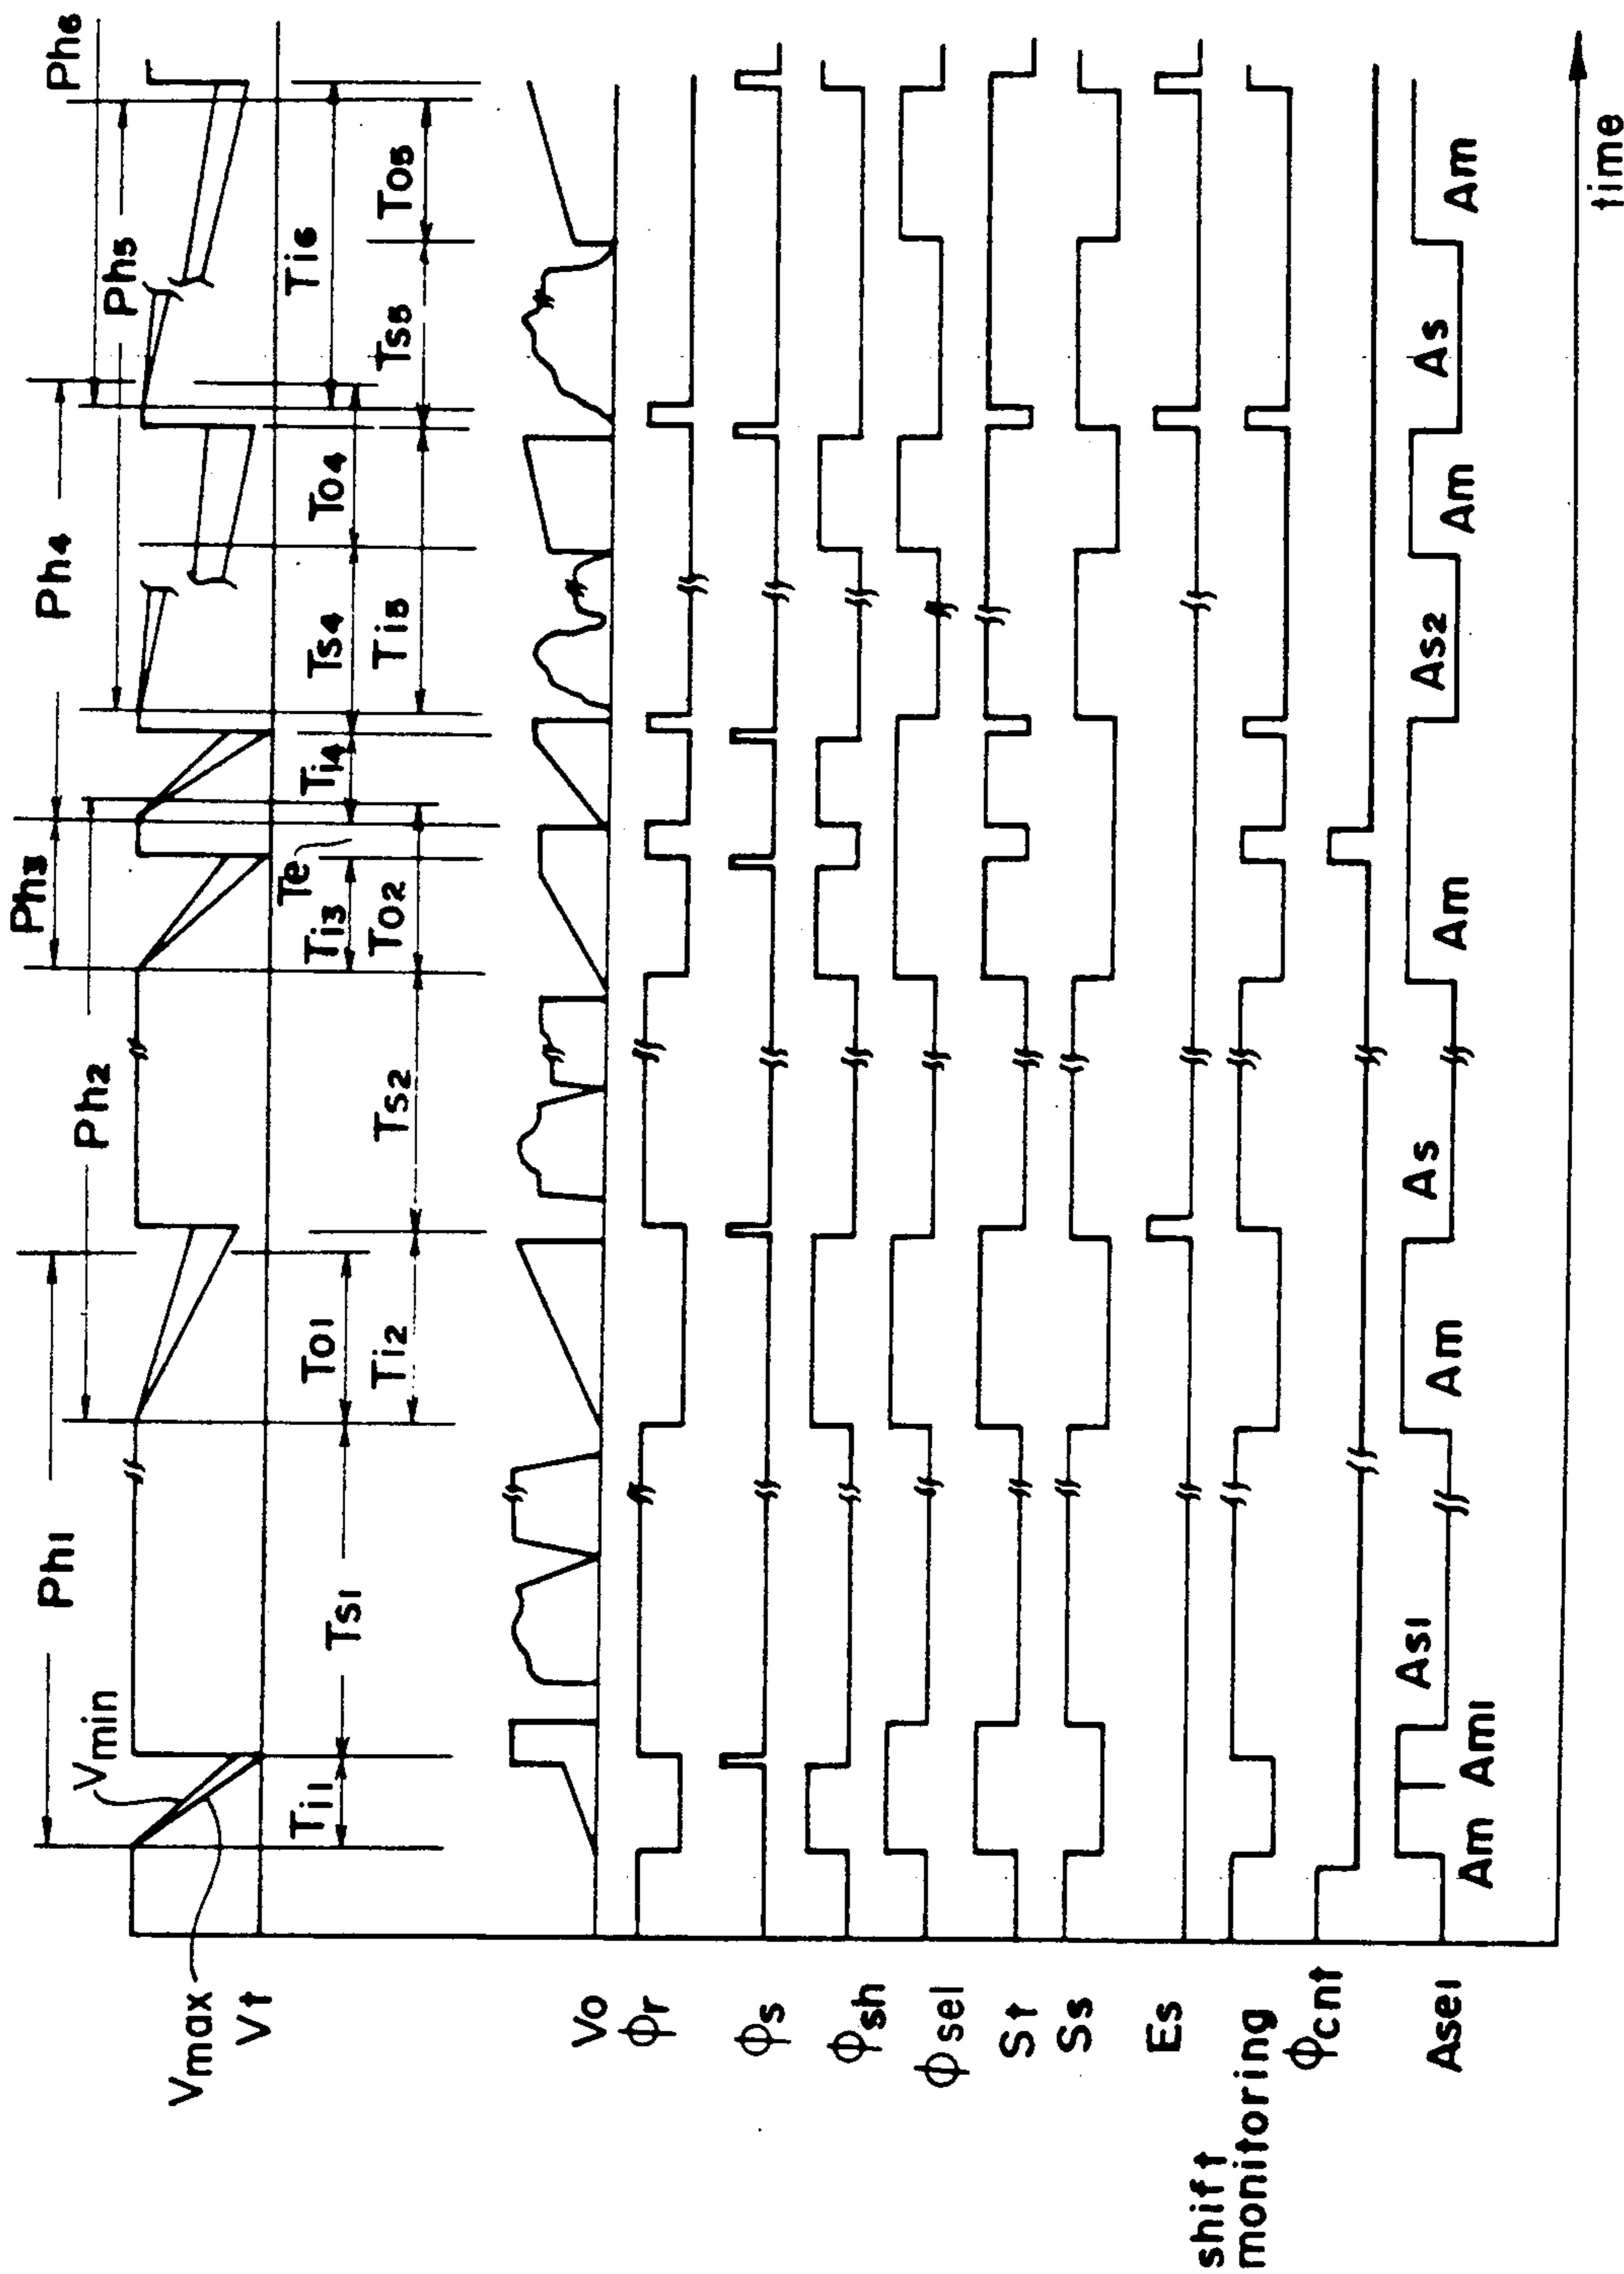 Ph3
Ph1
Ph2
Ph4
Ph5
Ph6
Vmin
Vmax
Vt
Ti1
Ts1
To1
Te
Ti3
Ti4
Ts4
To4
Ti6
Ti2
Ts2
To2
Ti5
Ts5
To5
Vo
ϕr
ϕs
ϕsh
ϕsel
St
Ss
Es
shift
monitoring
ϕcnt
Asel
Am Am1 As1 Am As Am As2 Am As Am
time